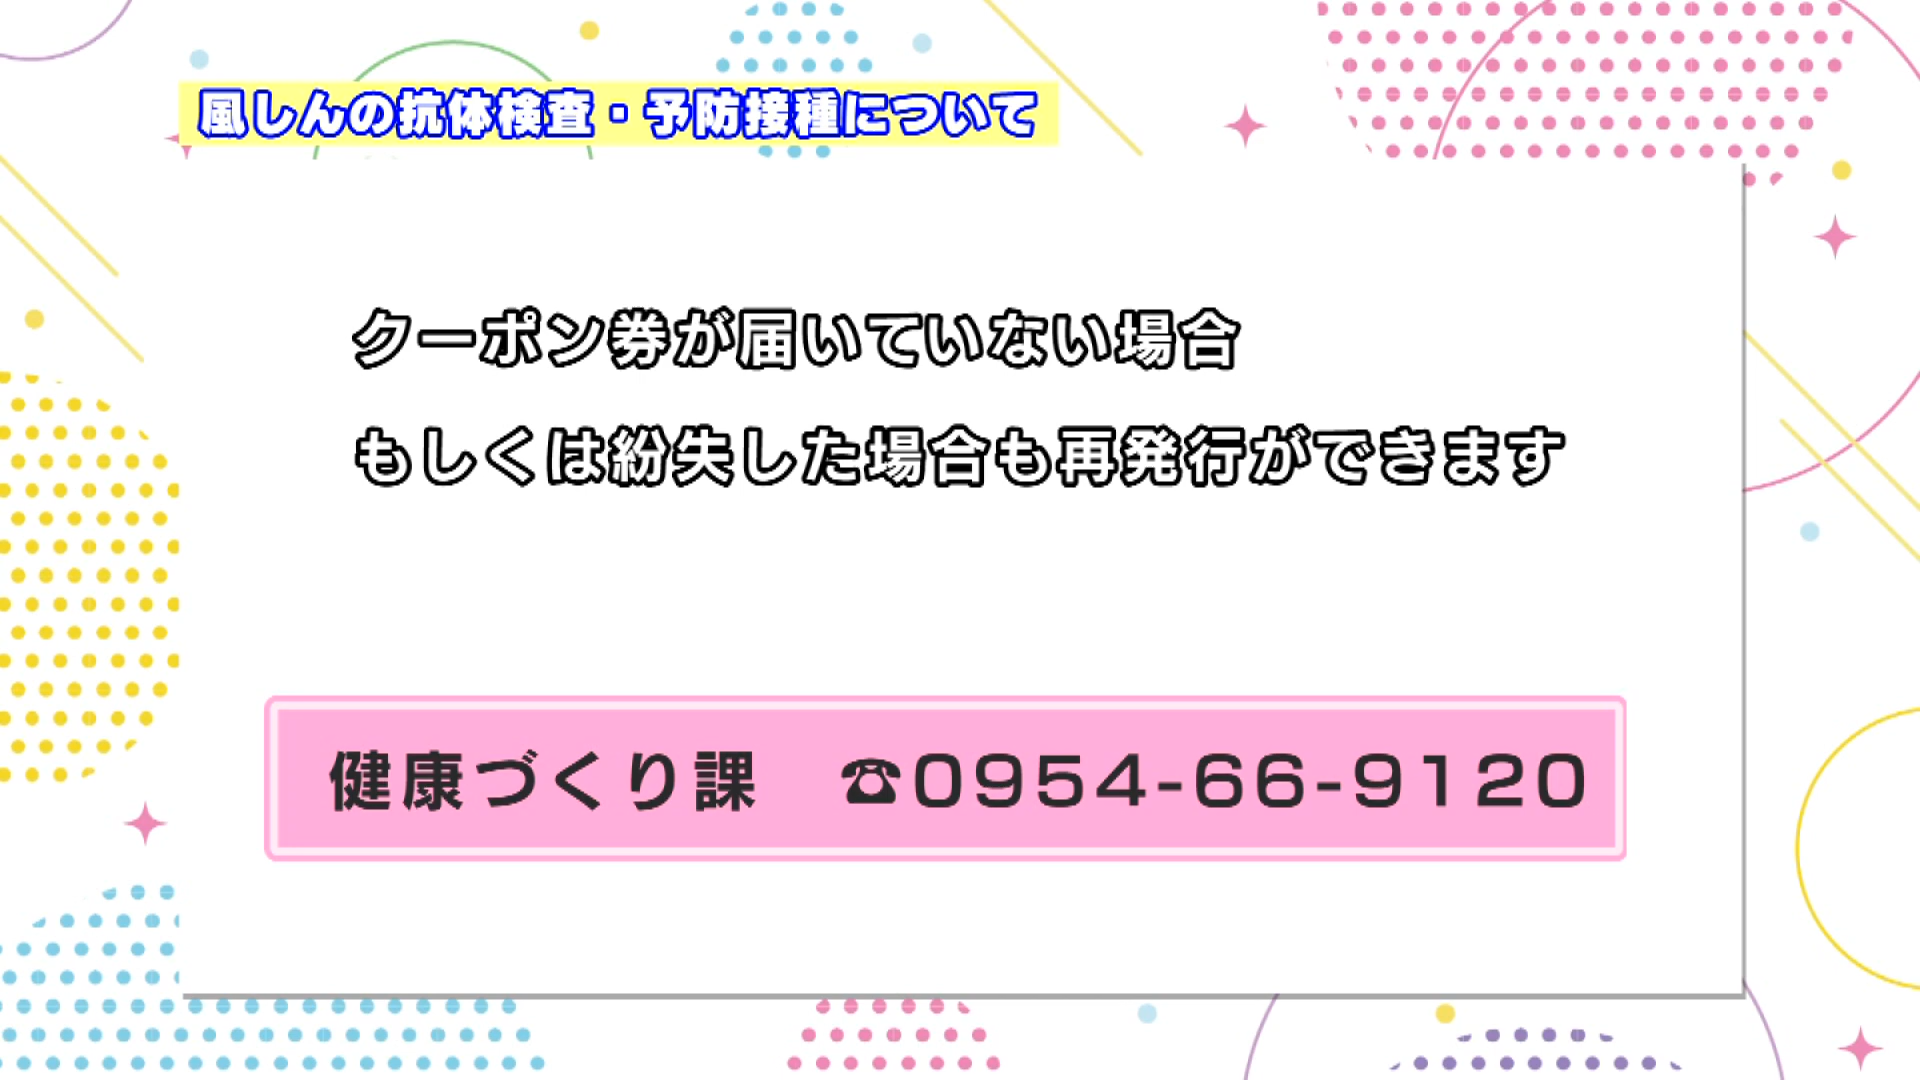 風しんの抗体検査・予防接種について
クーポン券が届いていない場合
もしくは紛失した場合も再発行ができます
健康づくり課　☎0954-66-9120